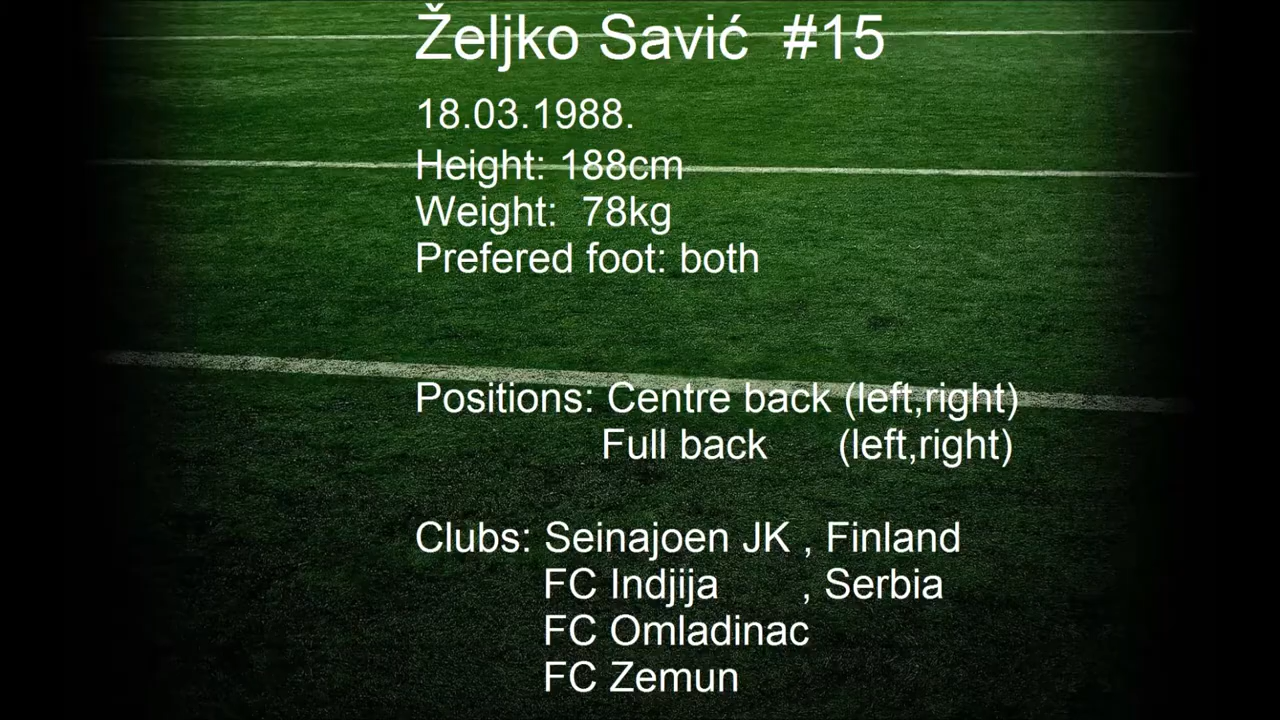 Željko Savić #15
18.03.1988.
Height: 188cm
Weight: 78kg
Prefered foot: both
Positions: Centre back (left,right)
Full back (left,right)
Clubs: Seinajoen JK , Finland
FC Indjija , Serbia
FC Omladinac
FC Zemun